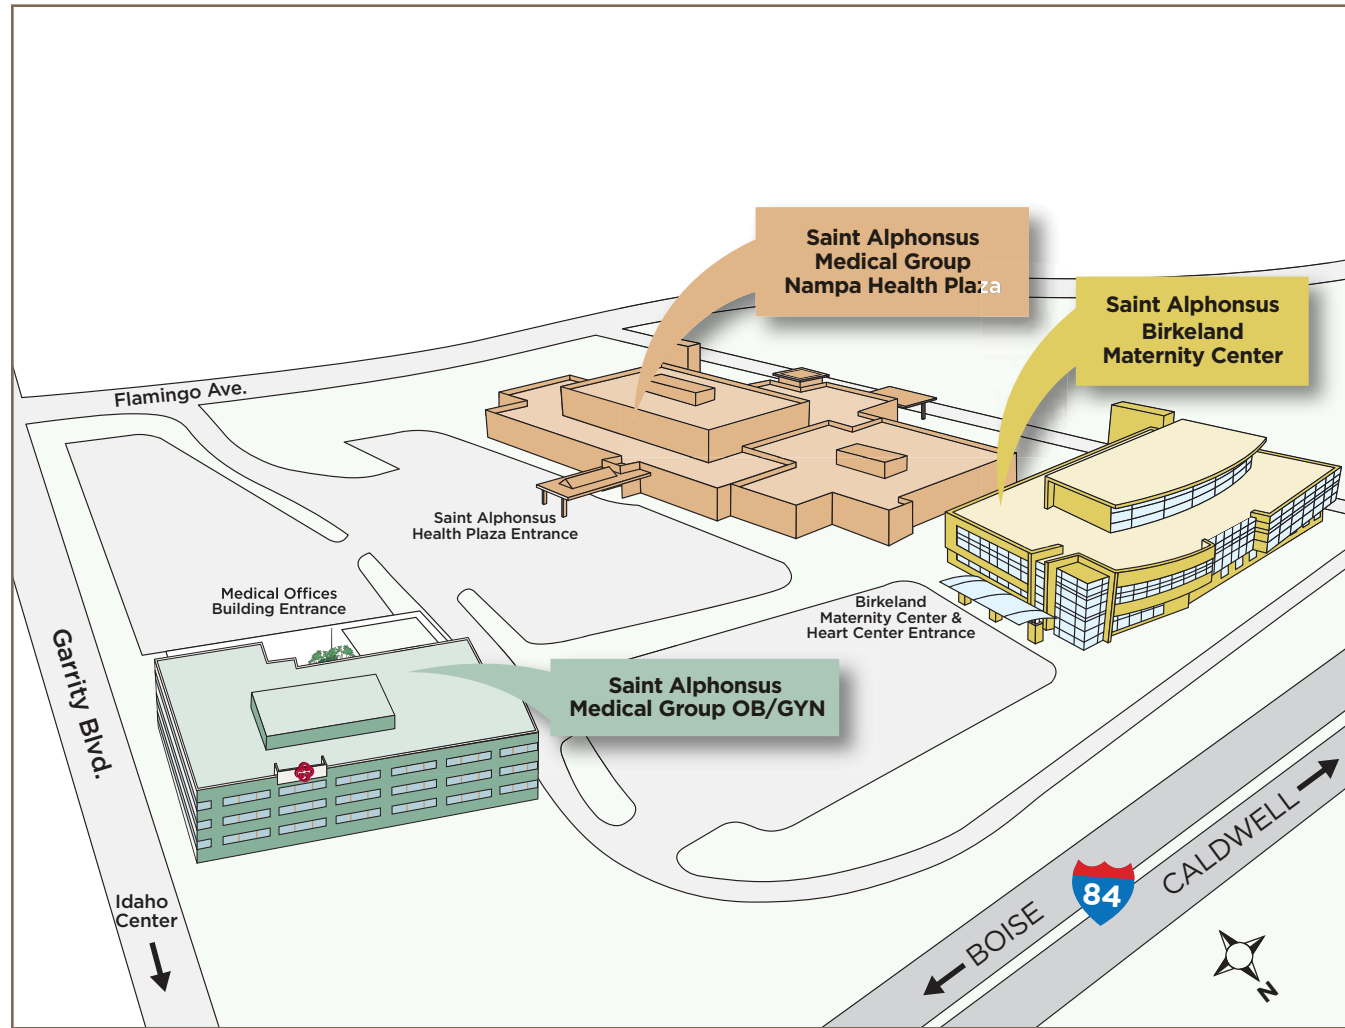 Saint Alphonsus
Medical Group
Nampa Health Plaza
Saint Alphonsus
Birkeland
Maternity Center
Flamingo Ave.
Saint Alphonsus
Health Plaza Entrance
Medical Offices
Building Entrance
Birkeland
Maternity Center &
Heart Center Entrance
Garrity Blvd.
Saint Alphonsus
Medical Group OB/GYN
Idaho
Center
BOISE
84
CALDWELL
N